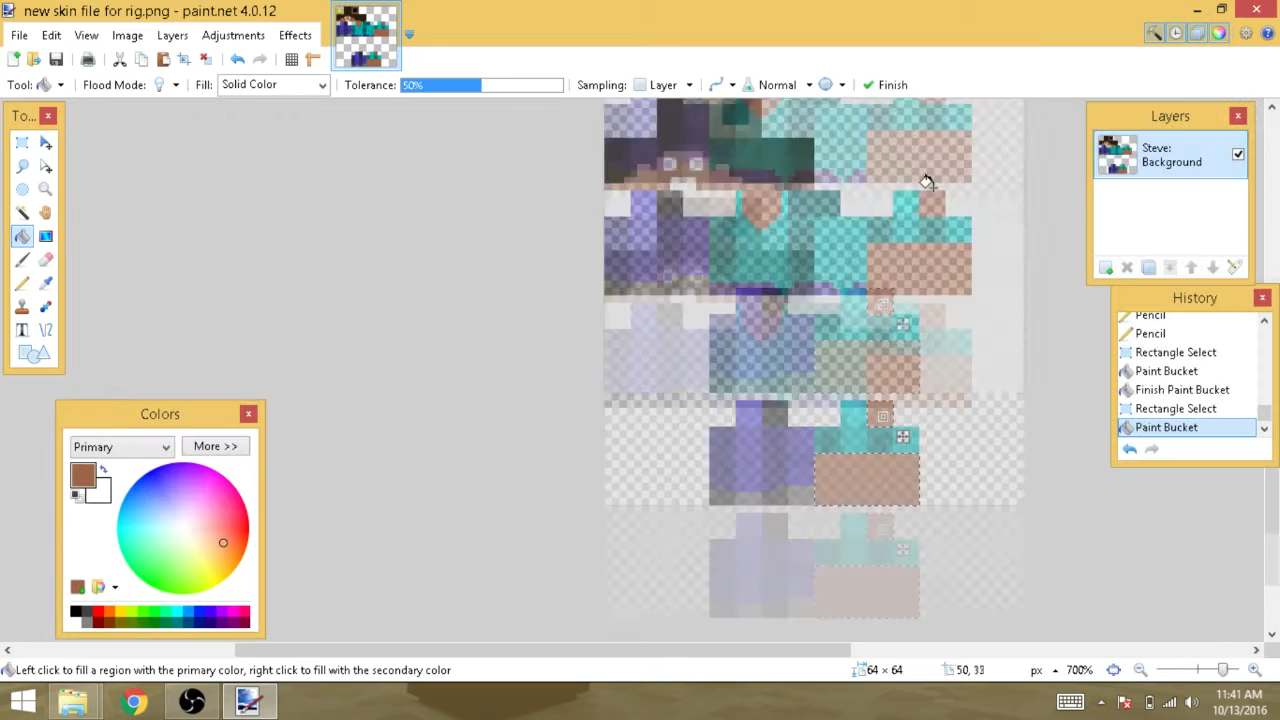 new skin file for rig.png - paint.net 4.0.12
File Edit View Image Layers Adjustments Effects
Tool: Flood Mode: Fill: Solid Color Tolerance: 50% Sampling: Layer Normal Finish
To...
Layers
Steve:
Background
History
Pencil
Pencil
Rectangle Select
Paint Bucket
Finish Paint Bucket
Rectangle Select
Paint Bucket
Colors
Primary
More >>
Left click to fill a region with the primary color, right click to fill with the secondary color
64 × 64
50, 33
px
700%
11:41 AM
10/13/2016